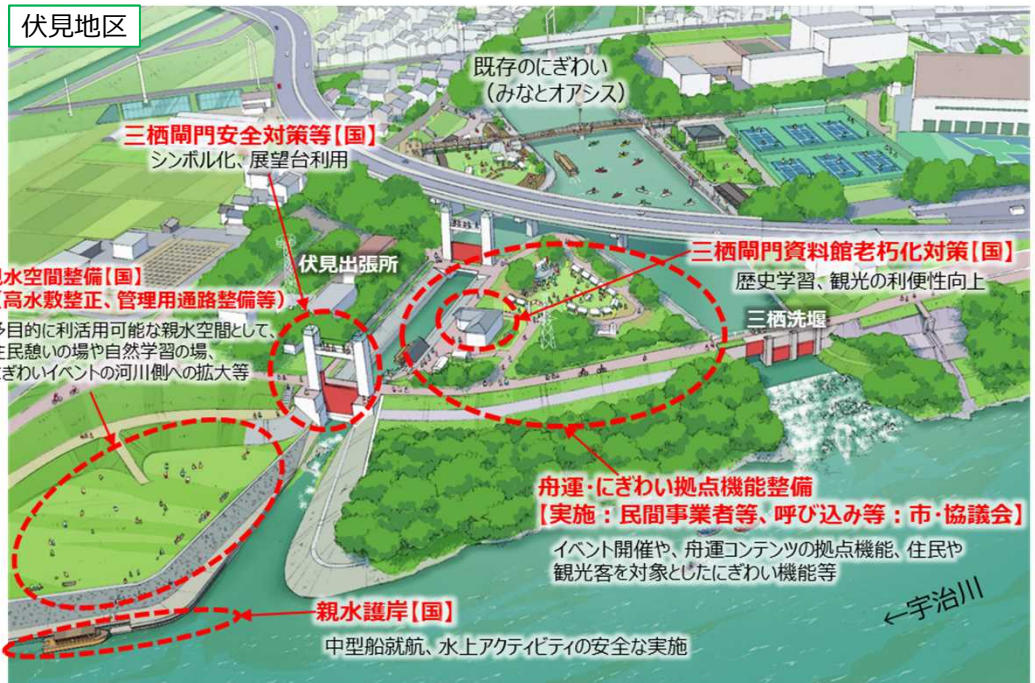 伏見地区
既存のにぎわい
(みなとオアシス)
三栖閘門安全対策等【国】
シンボル化、展望台利用
三栖閘門資料館老朽化対策【国】
歴史学習、観光の利便性向上
伏見出張所
三栖洗堰
水空間整備【国】
高水敷整正、管理用通路整備等)
多目的に利活用可能な親水空間として、
住民憩いの場や自然学習の場、
にぎわいイベントの河川側への拡大等
舟運・にぎわい拠点機能整備
【実施:民間事業者等、呼び込み等:市・協議会】
イベント開催や、舟運コンテンツの拠点機能、住民や
観光客を対象としたにぎわい機能等
親水護岸【国】
中型船就航、水上アクティビティの安全な実施
←宇治川